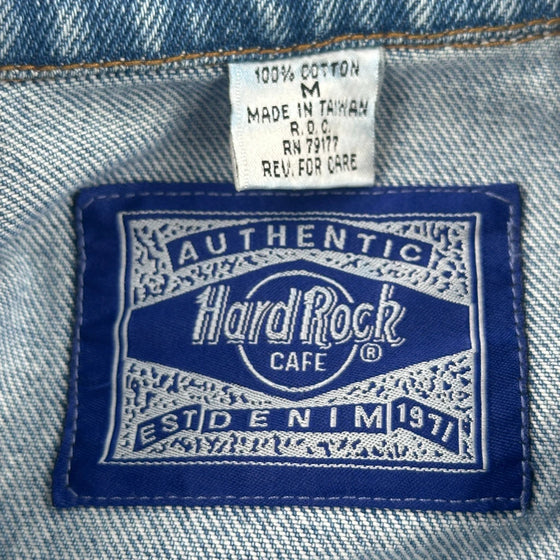 100% COTTON
M
MADE IN TAIWAN
R.O.C.
RN 79177
REV. FOR CARE
AUTHENTIC
Hard Rock
CAFE ®
EST DENIM 1971